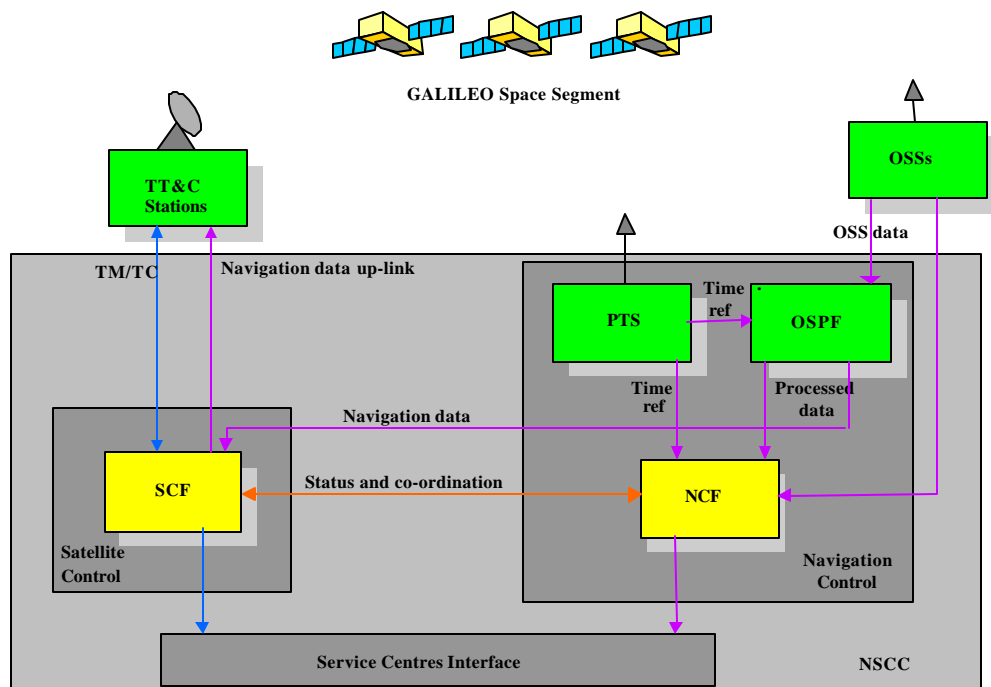 GALILEO Space Segment
OSSs
TT&C
Stations
OSS data
TM/TC
Navigation data up-link
Time
ref
PTS
OSPF
Time
ref
Processed
data
Navigation data
SCF
Status and co-ordination
NCF
Satellite
Control
Navigation
Control
Service Centres Interface
NSCC